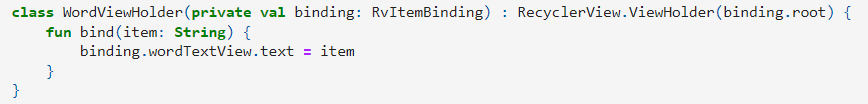 class WordViewHolder(private val binding: RvItemBinding) : RecyclerView.ViewHolder(binding.root) {
    fun bind(item: String) {
        binding.wordTextView.text = item
    }
}